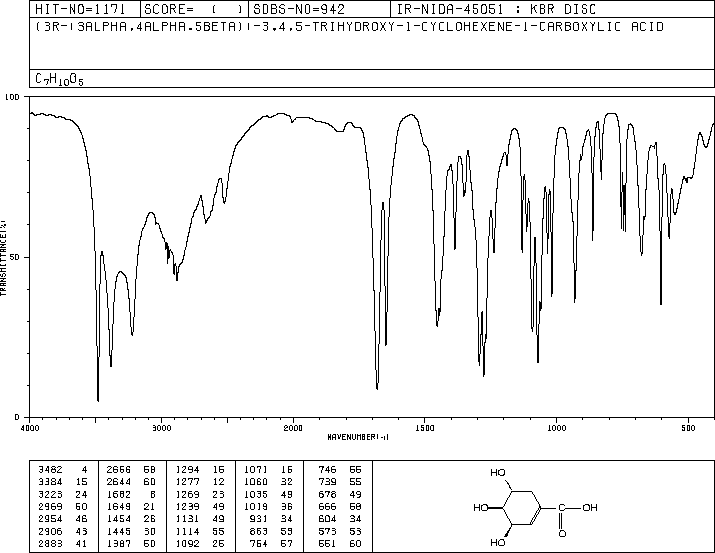 HIT-NO=1171 SCORE= ( ) SDBS-NO=942 IR-NIDA-45051 : KBR DISC
(3R-(3ALPHA,4ALPHA,5BETA))-3,4,5-TRIHYDROXY-1-CYCLOHEXENE-1-CARBOXYLIC ACID
C7H10O5
100
50
0
TRANSMITTANCE(%)
4000 3000 2000 1500 1000 500
WAVENUMBER(-1)
3482 4 2666 58 1294 16 1071 16 746 55
3384 15 2644 60 1277 12 1060 32 739 55
3223 24 1682 8 1269 23 1035 49 678 49
2969 50 1649 21 1239 49 1019 36 666 58
2954 46 1454 26 1131 49 931 34 604 34
2906 43 1445 30 1114 55 863 53 573 53
2883 41 1387 50 1092 25 764 57 551 60
HO
HO
HO
OH
O